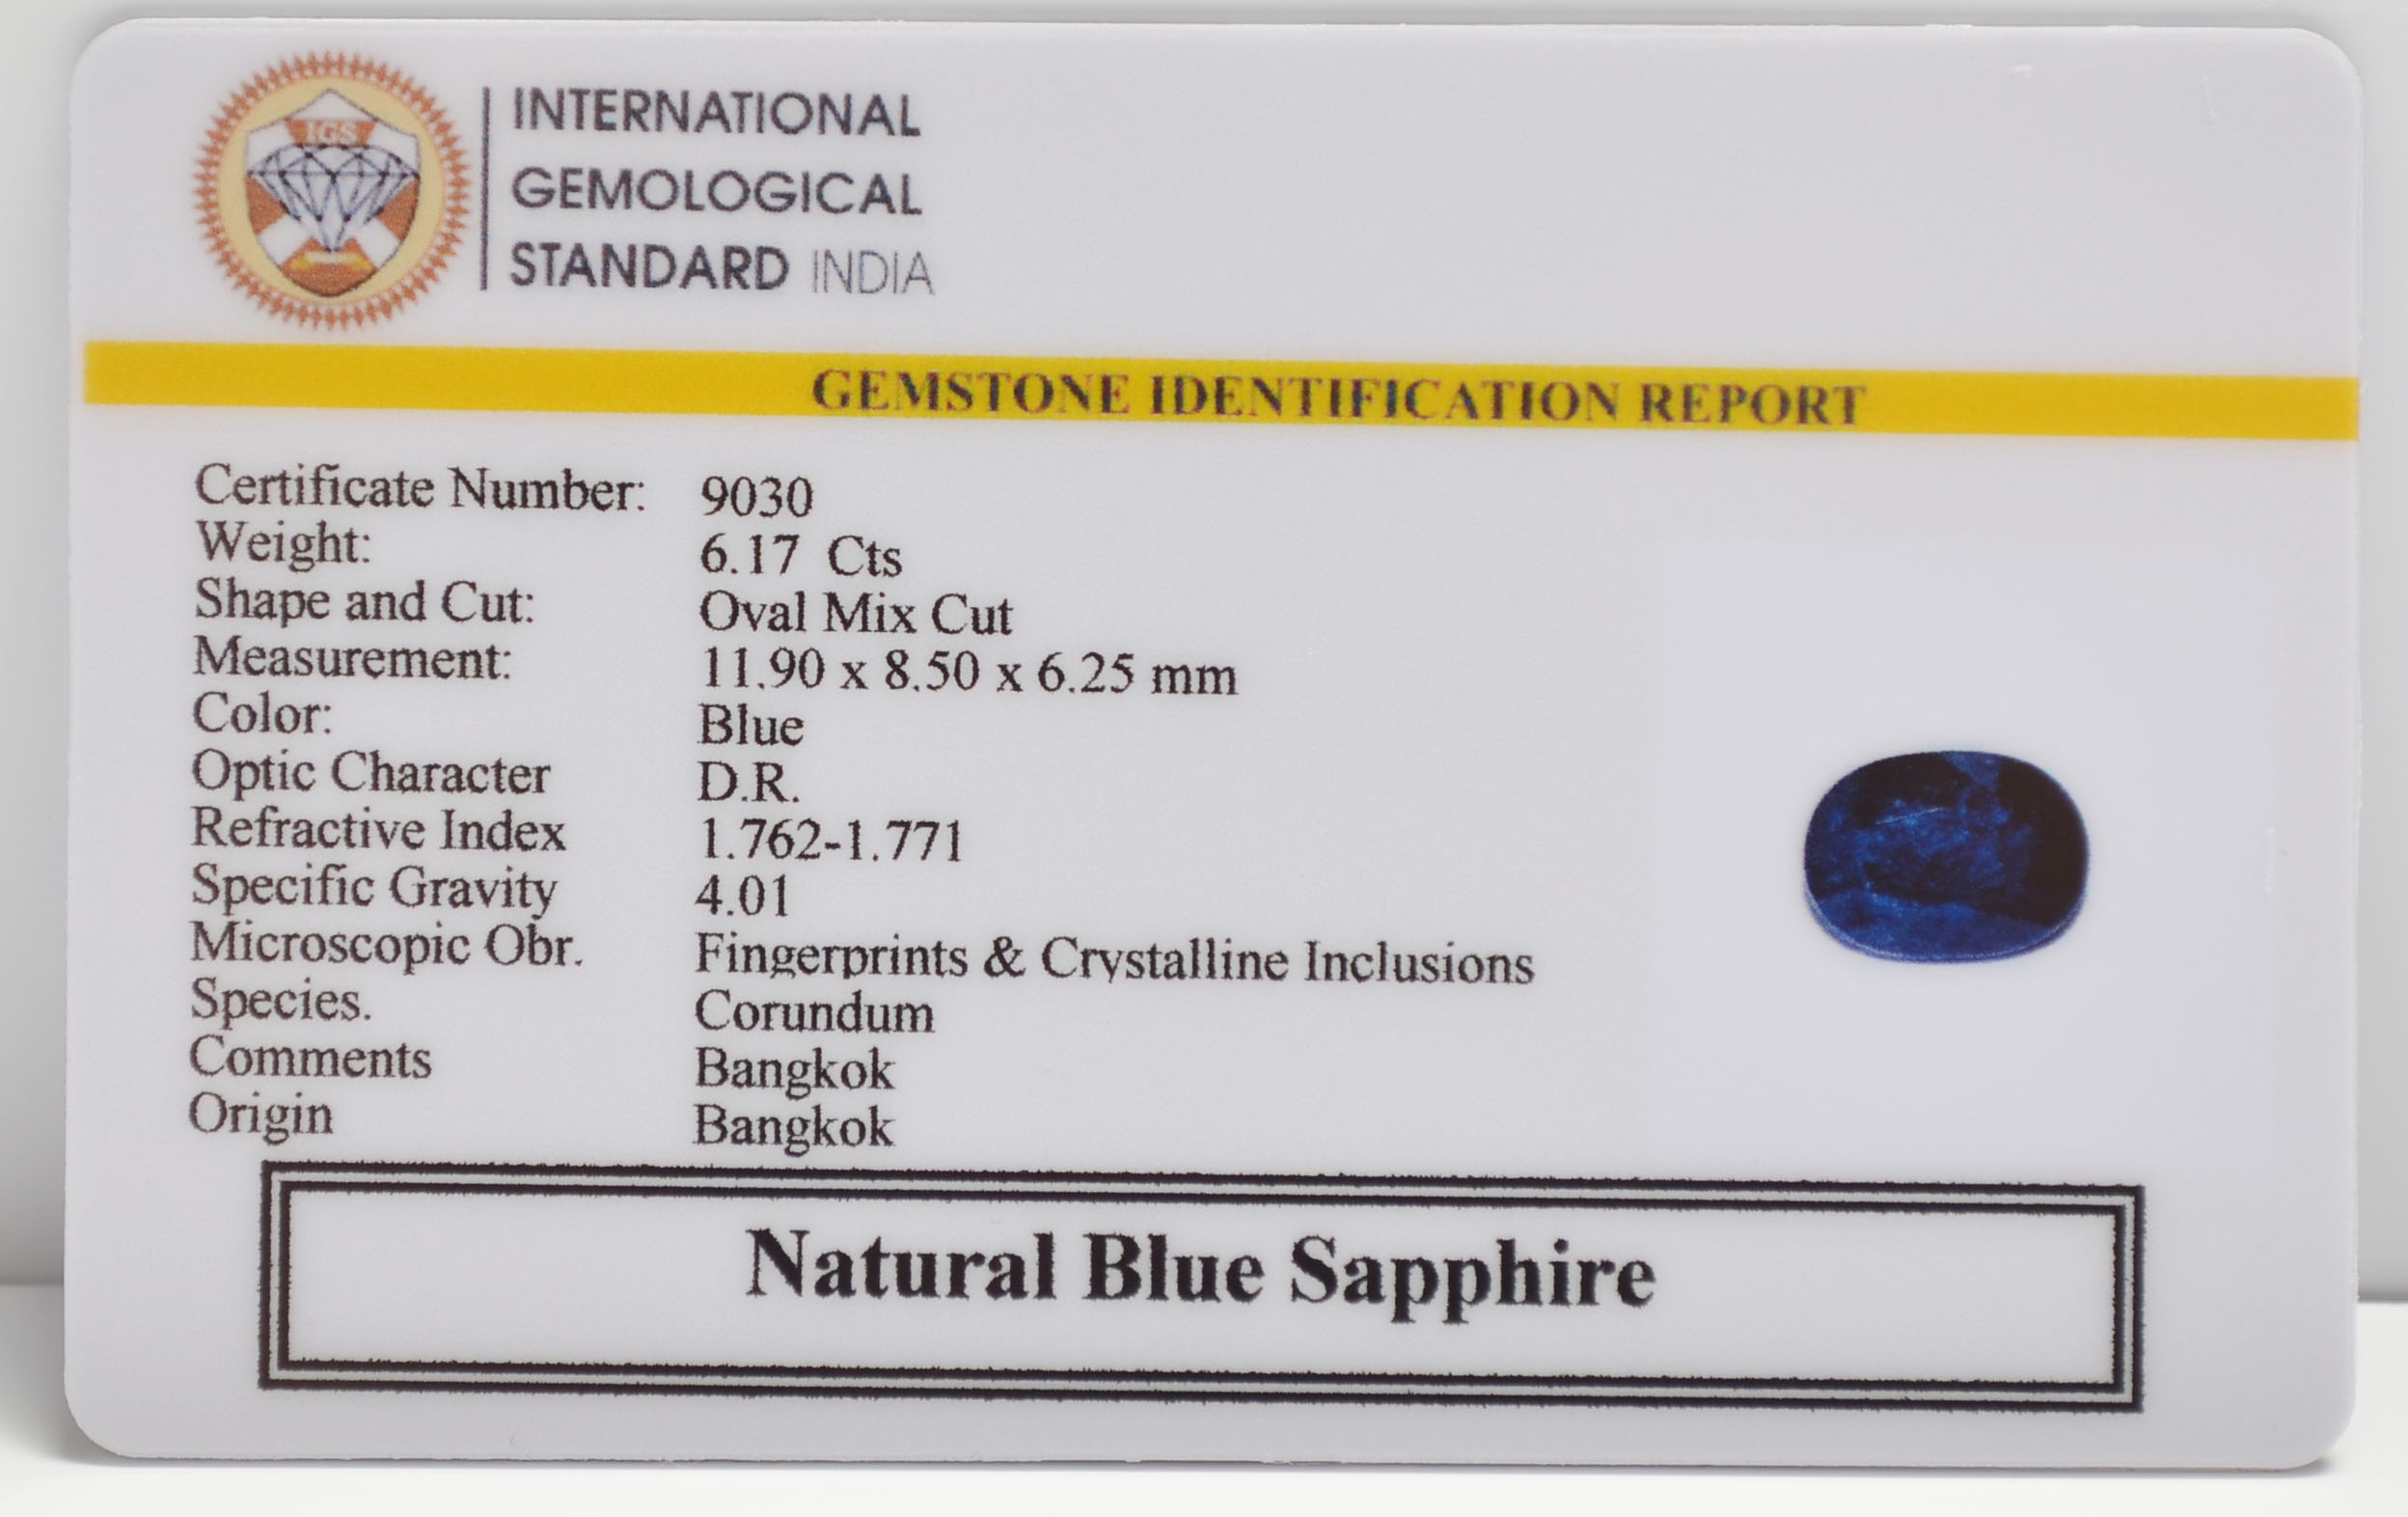 IGS
INTERNATIONAL
GEMOLOGICAL
STANDARD INDIA
GEMSTONE IDENTIFICATION REPORT
Certificate Number: 9030
Weight: 6.17 Cts
Shape and Cut: Oval Mix Cut
Measurement: 11.90 x 8.50 x 6.25 mm
Color: Blue
Optic Character D.R.
Refractive Index 1.762-1.771
Specific Gravity 4.01
Microscopic Obr. Fingerprints & Crystalline Inclusions
Species. Corundum
Comments Bangkok
Origin Bangkok
Natural Blue Sapphire